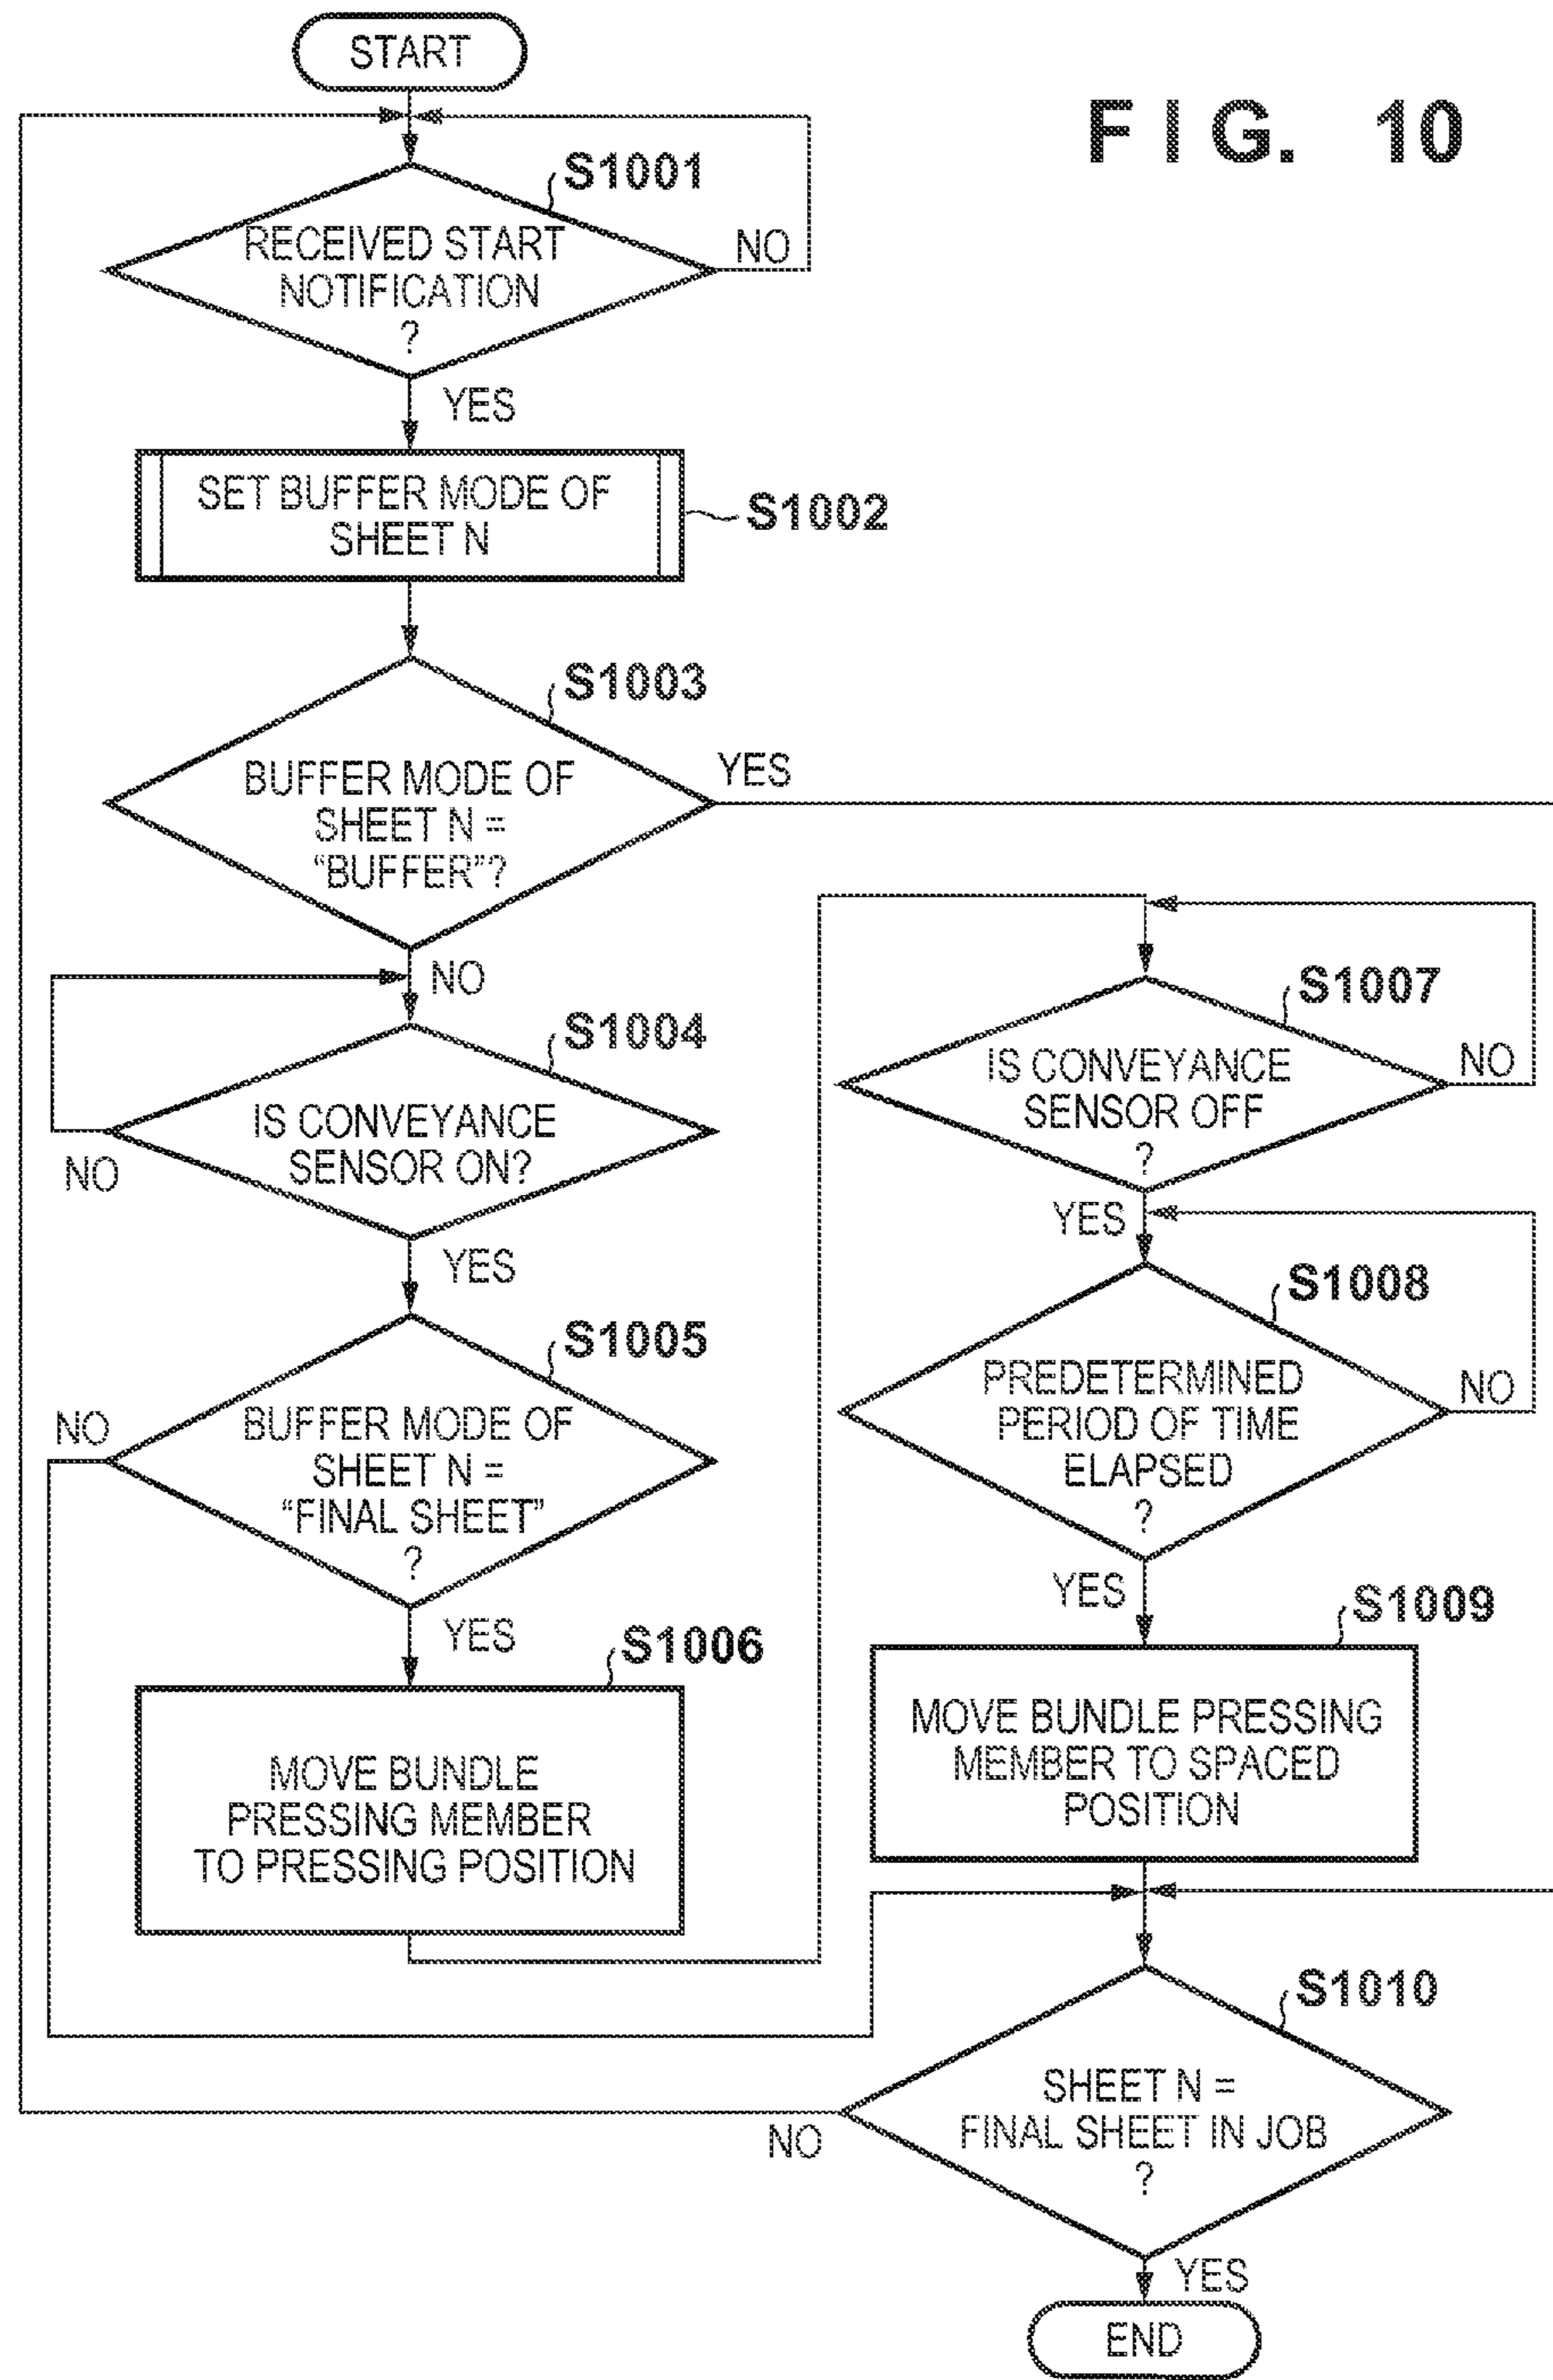 START
FIG. 10
S1001
RECEIVED START
NOTIFICATION
?
NO
YES
SET BUFFER MODE OF
SHEET N
S1002
S1003
BUFFER MODE OF
SHEET N =
“BUFFER”?
YES
NO
S1004
IS CONVEYANCE
SENSOR ON?
NO
YES
S1005
BUFFER MODE OF
SHEET N =
“FINAL SHEET”
?
NO
YES
S1006
MOVE BUNDLE
PRESSING MEMBER
TO PRESSING POSITION
S1007
IS CONVEYANCE
SENSOR OFF
?
NO
YES
S1008
PREDETERMINED
PERIOD OF TIME
ELAPSED
?
NO
YES
S1009
MOVE BUNDLE PRESSING
MEMBER TO SPACED
POSITION
S1010
SHEET N =
FINAL SHEET IN JOB
?
NO
YES
END